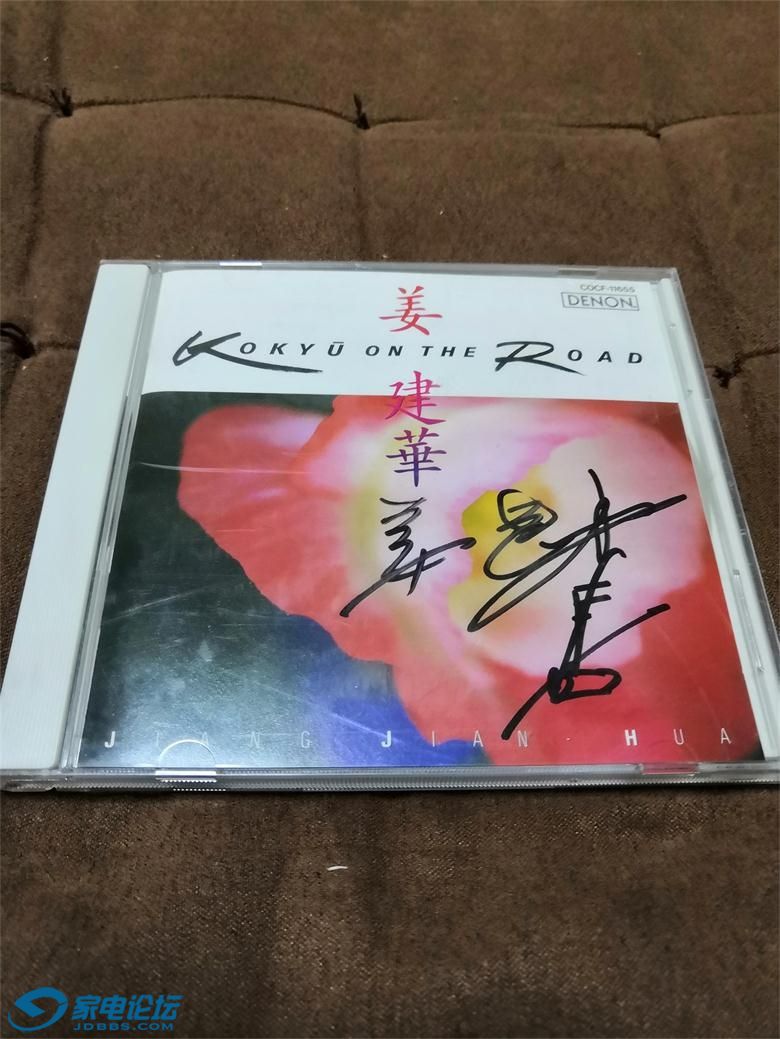 COCF-11655
DENON
姜
KOKYŪ ON THE ROAD
建
華
姜
JIANG JIAN-HUA
家电论坛
JDBBS.COM